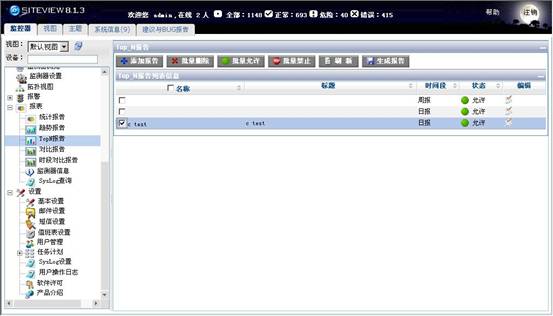 SITEVIEW 8.1.3
欢迎您 admin,在线 2 人 全部:1148 正常:693 危险:40 错误:415
帮助
注销
监控器 视图 主题 系统信息(9) 建议与BUG报告
视图: 默认视图
设备:
监测器设置
拓扑视图
报警
报表
统计报告
趋势报告
TopN报告
对比报告
时段对比报告
监测器信息
SysLog查询
设置
基本设置
邮件设置
短信设置
值班表设置
用户管理
任务计划
SysLog设置
用户操作日志
软件许可
产品介绍
Top_N报告
添加报告 批量删除 批量允许 批量禁止 刷 新 生成报告
Top_N报告列表信息
名称 标题 时间段 状态 编辑
周报 允许
日报 允许
c test c test 日报 允许